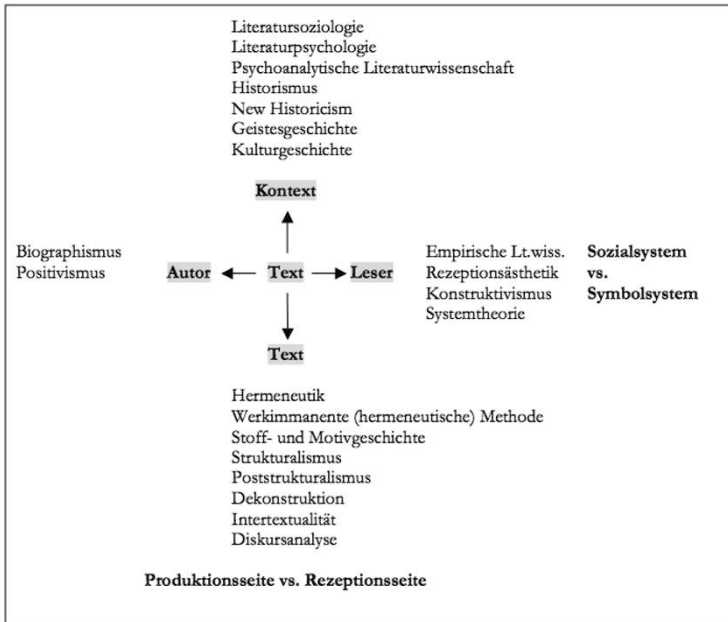 Literatursoziologie
Literaturpsychologie
Psychoanalytische Literaturwissenschaft
Historismus
New Historicism
Geistesgeschichte
Kulturgeschichte
Kontext
Biographismus
Positivismus
Autor
Text
Leser
Empirische Lt.wiss.
Rezeptionsästhetik
Konstruktivismus
Systemtheorie
Sozialsystem
vs.
Symbolsystem
Text
Hermeneutik
Werkimmanente (hermeneutische) Methode
Stoff- und Motivgeschichte
Strukturalismus
Poststrukturalismus
Dekonstruktion
Intertextualität
Diskursanalyse
Produktionsseite vs. Rezeptionsseite